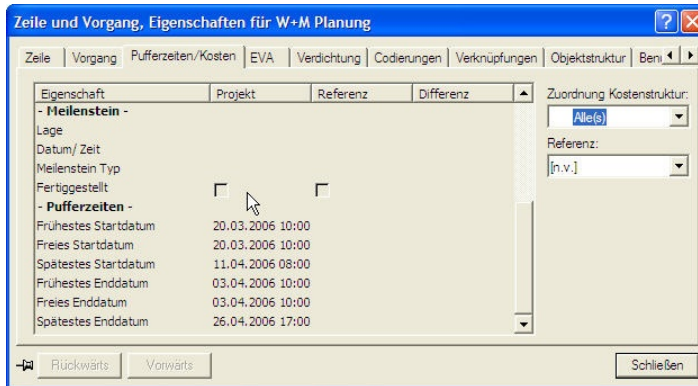 Zeile und Vorgang, Eigenschaften für W+M Planung
Zeile Vorgang Pufferzeiten/Kosten EVA Verdichtung Codierungen Verknüpfungen Objektstruktur
Eigenschaft Projekt Referenz Differenz
- Meilenstein -
Lage
Datum/ Zeit
Meilenstein Typ
Fertiggestellt
- Pufferzeiten -
Frühestes Startdatum 20.03.2006 10:00
Freies Startdatum 20.03.2006 10:00
Spätestes Startdatum 11.04.2006 08:00
Frühestes Enddatum 03.04.2006 10:00
Freies Enddatum 03.04.2006 10:00
Spätestes Enddatum 26.04.2006 17:00
Zuordnung Kostenstruktur:
Alle(s)
Referenz:
[n.v.]
Rückwärts Vorwärts Schließen